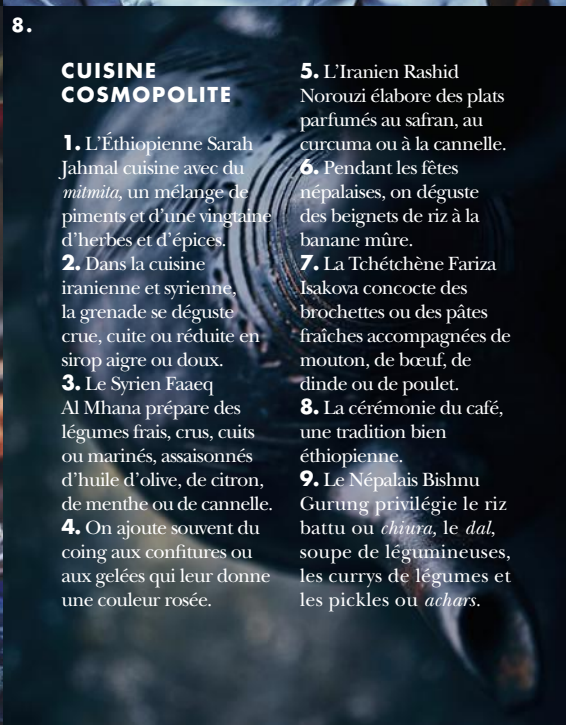 8.
CUISINE
COSMOPOLITE
1. L’Éthiopienne Sarah
Jahmal cuisine avec du
mitmita, un mélange de
piments et d’une vingtaine
d’herbes et d’épices.
2. Dans la cuisine
iranienne et syrienne,
la grenade se déguste
crue, cuite ou réduite en
sirop aigre ou doux.
3. Le Syrien Faaeq
Al Mhana prépare des
légumes frais, crus, cuits
ou marinés, assaisonnés
d’huile d’olive, de citron,
de menthe ou de cannelle.
4. On ajoute souvent du
coing aux confitures ou
aux gelées qui leur donne
une couleur rosée.
5. L’Iranien Rashid
Norouzi élabore des plats
parfumés au safran, au
curcuma ou à la cannelle.
6. Pendant les fêtes
népalaises, on déguste
des beignets de riz à la
banane mûre.
7. La Tchétchène Fariza
Isakova concocte des
brochettes ou des pâtes
fraîches accompagnées de
mouton, de bœuf, de
dinde ou de poulet.
8. La cérémonie du café,
une tradition bien
éthiopienne.
9. Le Népalais Bishnu
Gurung privilégie le riz
battu ou chiura, le dal,
soupe de légumineuses,
les currys de légumes et
les pickles ou achars.